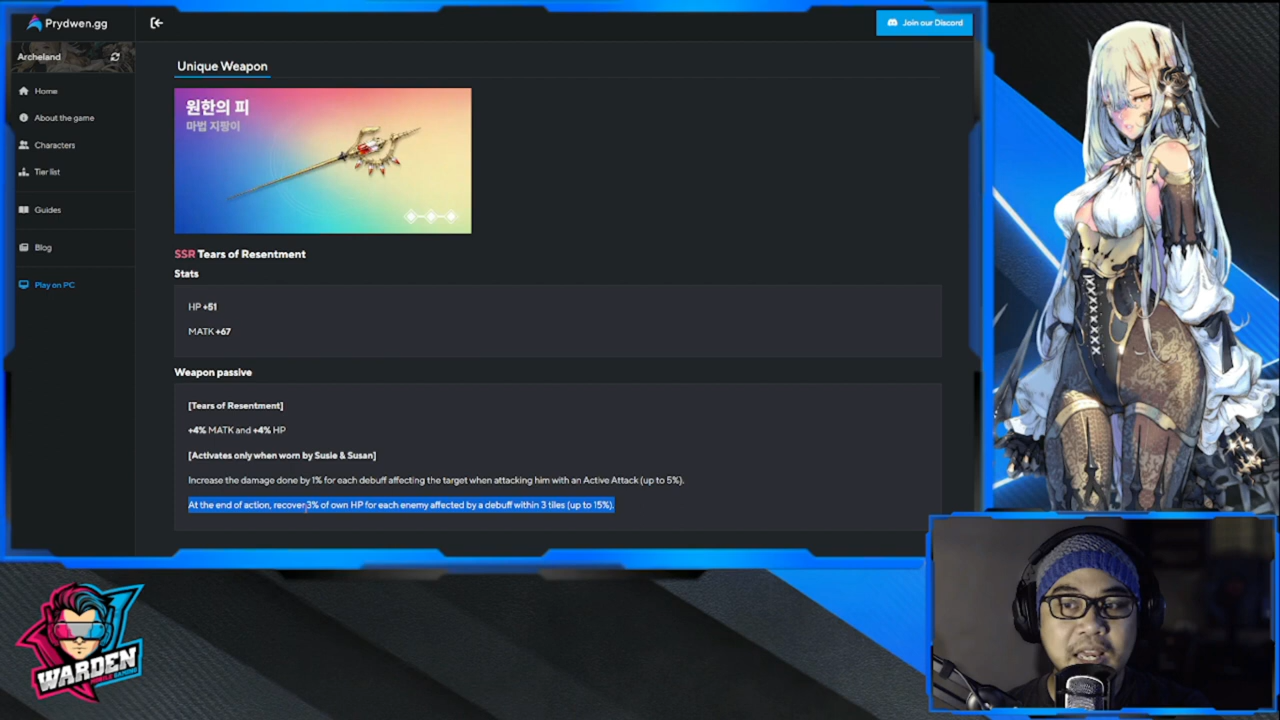 Prydwen.gg
Join our Discord
Archeland
Home
About the game
Characters
Tier list
Guides
Blog
Play on PC
Unique Weapon
원한의 피
마법 지팡이
SSR Tears of Resentment
Stats
HP +51
MATK +67
Weapon passive
[Tears of Resentment]
+4% MATK and +4% HP
[Activates only when worn by Susie & Susan]
Increase the damage done by 1% for each debuff affecting the target when attacking him with an Active Attack (up to 5%).
At the end of action, recover 3% of own HP for each enemy affected by a debuff within 3 tiles (up to 15%).
WARDEN
MOBILE GAMING